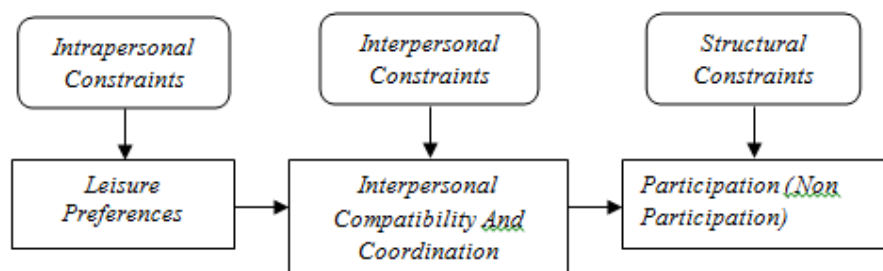 Intrapersonal
Constraints
Interpersonal
Constraints
Structural
Constraints
Leisure
Preferences
Interpersonal
Compatibility And
Coordination
Participation (Non
Participation)